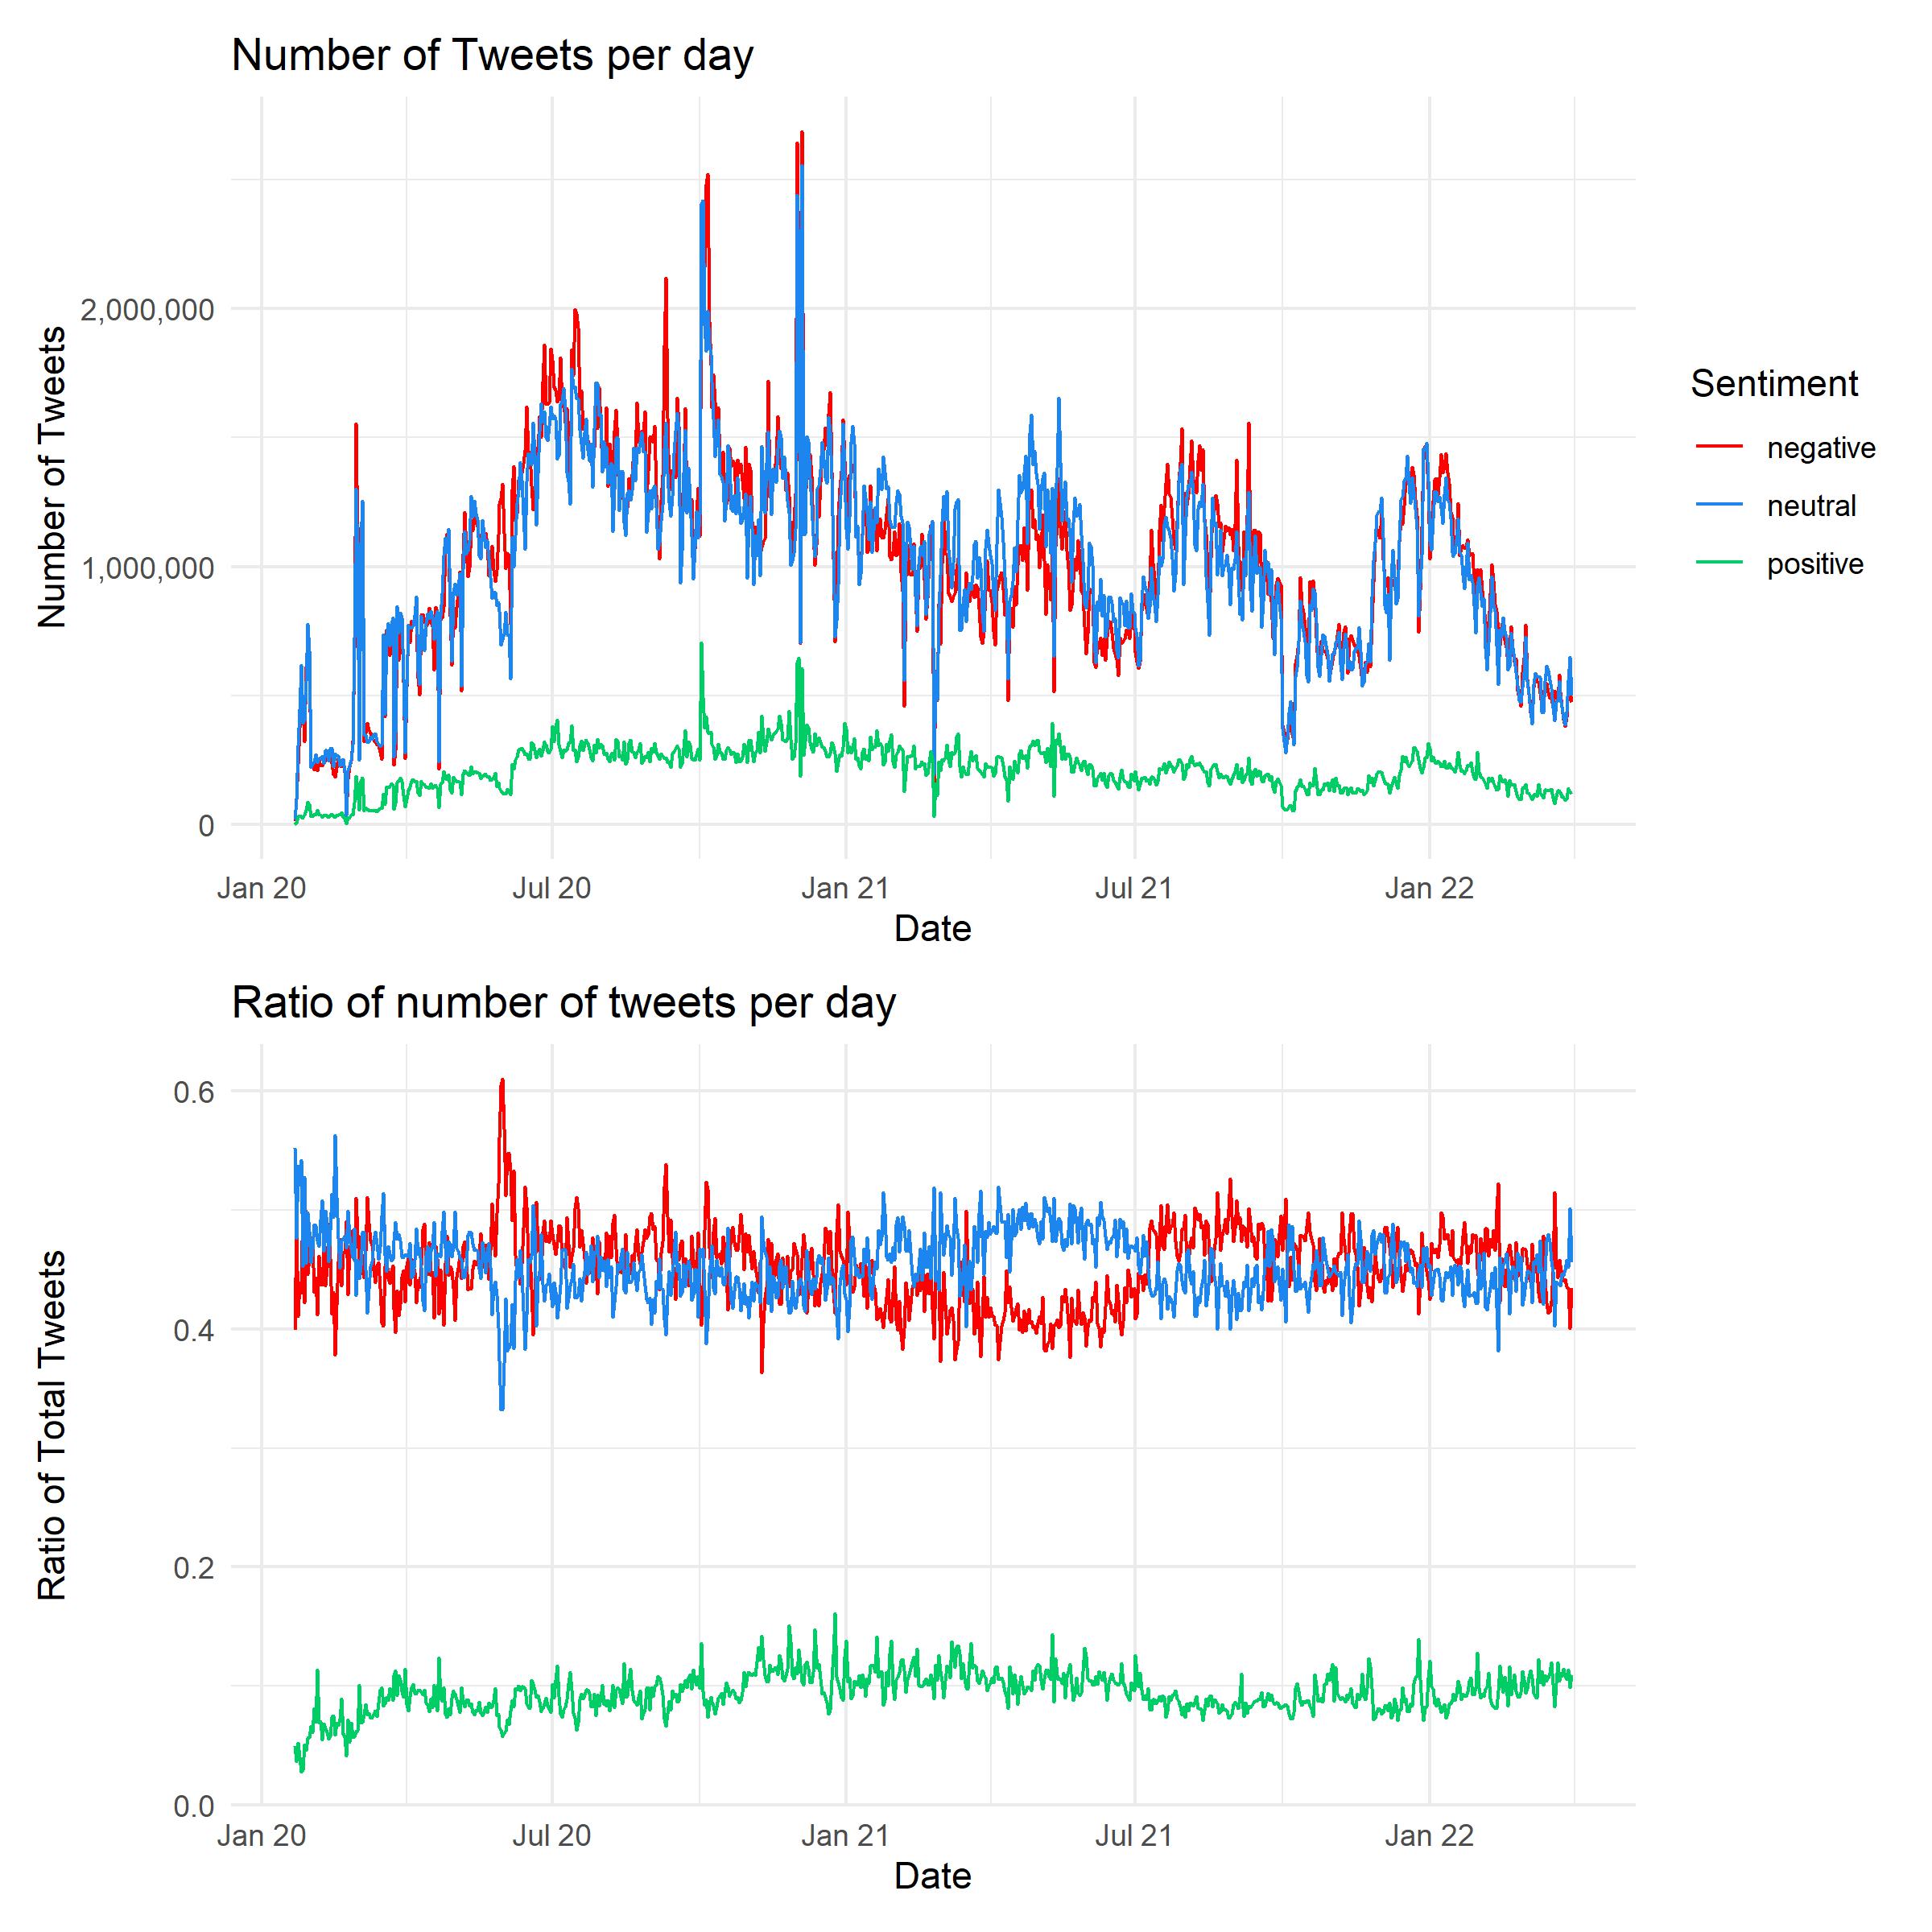 Number of Tweets per day
Number of Tweets
2,000,000
1,000,000
0
Jan 20
Jul 20
Jan 21
Jul 21
Jan 22
Date
Sentiment
negative
neutral
positive
Ratio of number of tweets per day
Ratio of Total Tweets
0.6
0.4
0.2
0.0
Jan 20
Jul 20
Jan 21
Jul 21
Jan 22
Date